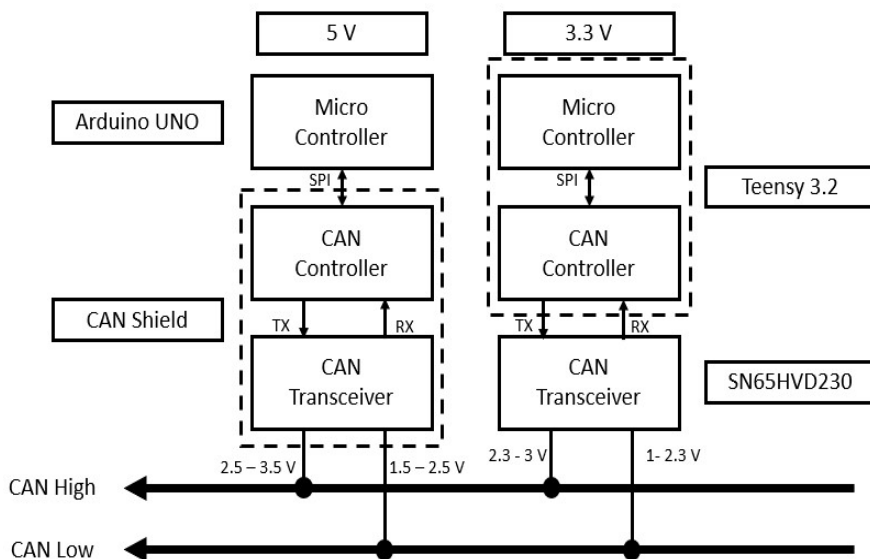 5 V
3.3 V
Arduino UNO
Micro
Controller
Micro
Controller
SPI
SPI
Teensy 3.2
CAN
Controller
CAN
Controller
CAN Shield
TX
RX
TX
RX
CAN
Transceiver
CAN
Transceiver
SN65HVD230
2.5 – 3.5 V
1.5 – 2.5 V
2.3 - 3 V
1- 2.3 V
CAN High
CAN Low